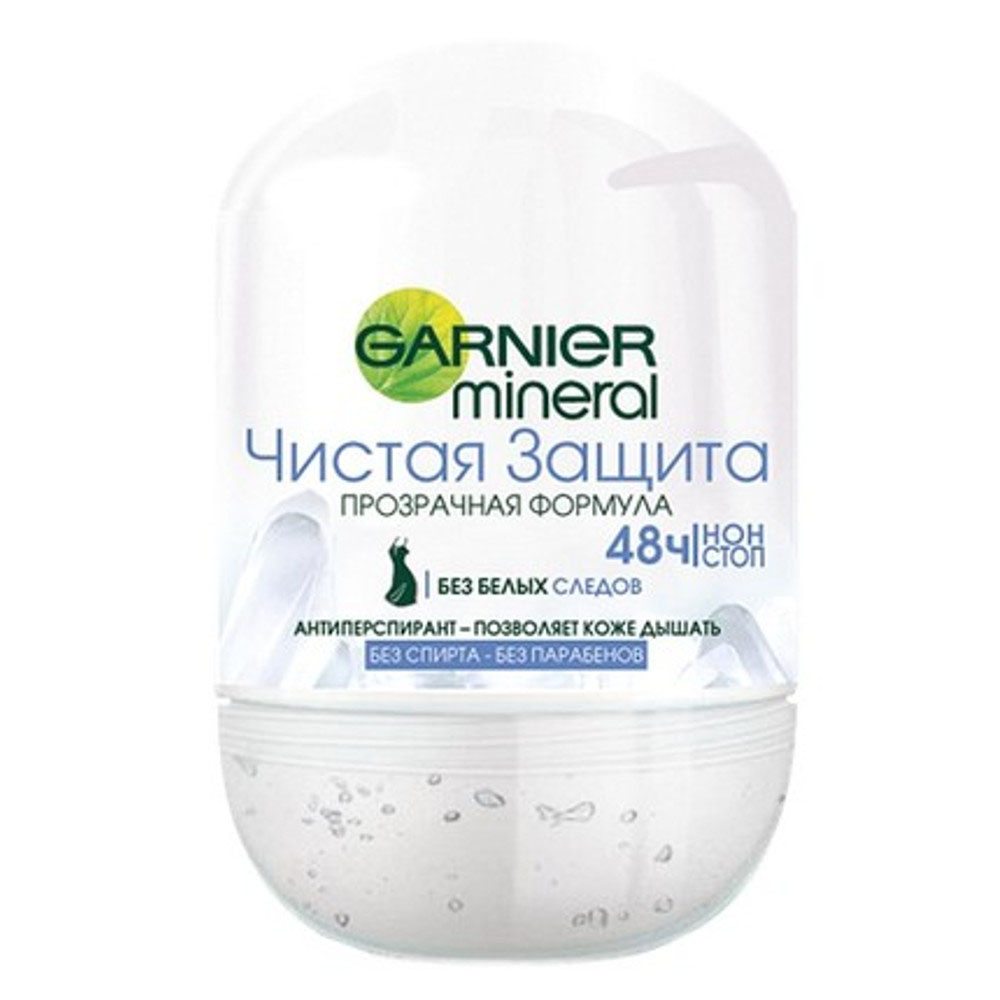 GARNIER
mineral
Чистая Защита
ПРОЗРАЧНАЯ ФОРМУЛА
48ч|НОН
СТОП
БЕЗ БЕЛЫХ СЛЕДОВ
АНТИПЕРСПИРАНТ – ПОЗВОЛЯЕТ КОЖЕ ДЫШАТЬ
БЕЗ СПИРТА - БЕЗ ПАРАБЕНОВ